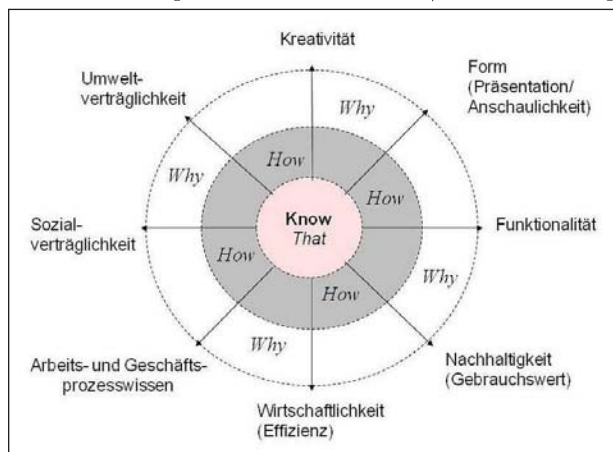 Kreativität
Form
(Präsentation/
Anschaulichkeit)
Umwelt-
verträglichkeit
Why
Why
How
How
Know
That
Sozial-
verträglichkeit
Funktionalität
How
How
Why
Why
Arbeits- und Geschäfts-
prozesswissen
Nachhaltigkeit
(Gebrauchswert)
Wirtschaftlichkeit
(Effizienz)